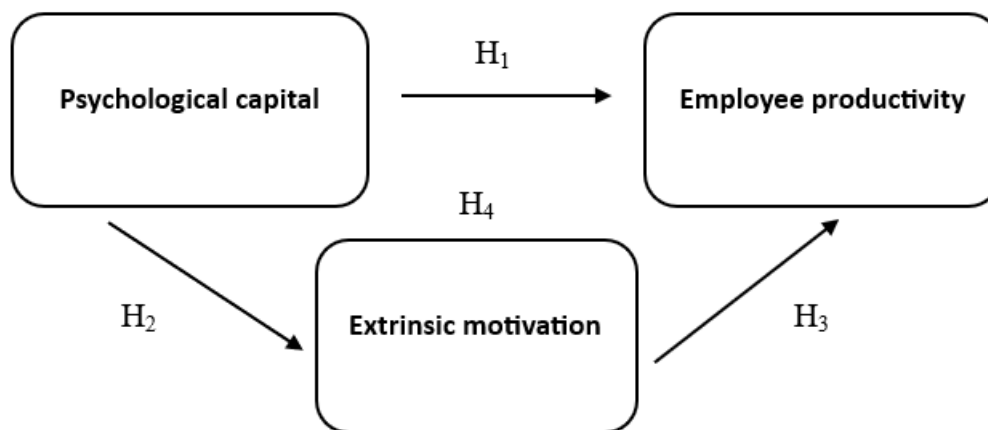 H₁
Psychological capital
Employee productivity
H₄
H₂
Extrinsic motivation
H₃